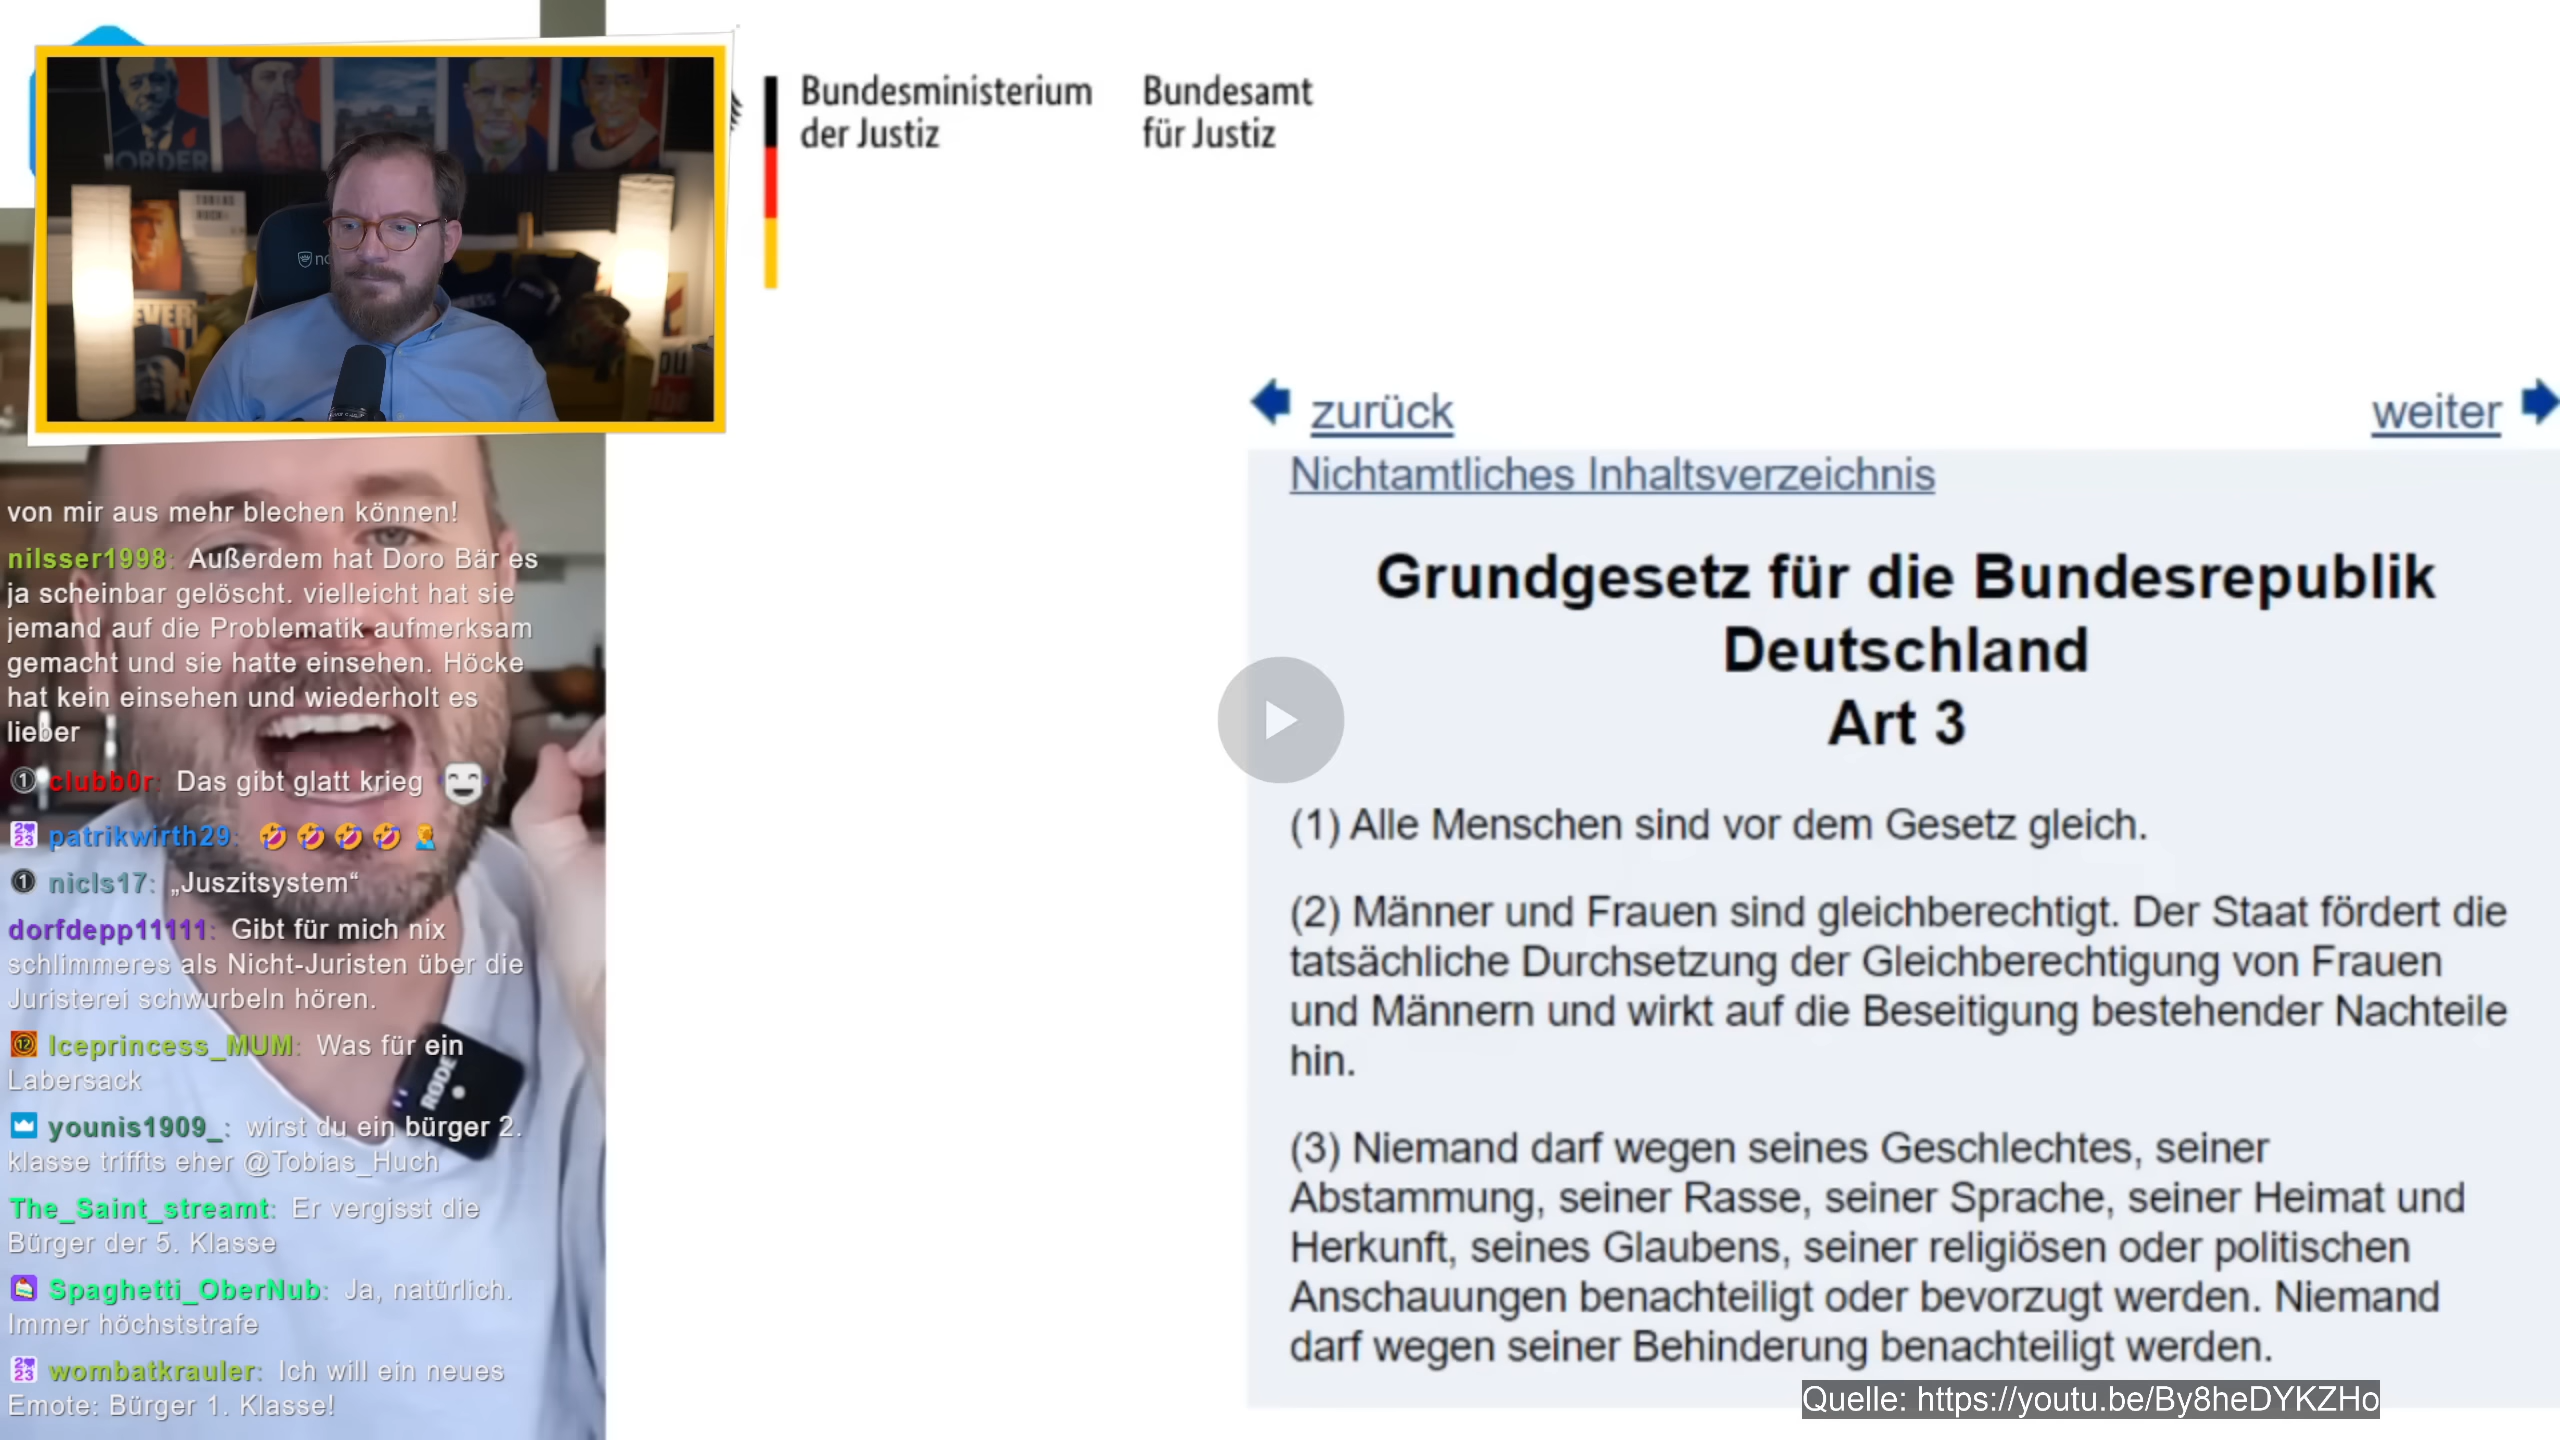 Bundesministerium
der Justiz
Bundesamt
für Justiz
ORDER
TOBIAS
HUCH
zurück
weiter
Nichtamtliches Inhaltsverzeichnis
Grundgesetz für die Bundesrepublik
Deutschland
Art 3
(1) Alle Menschen sind vor dem Gesetz gleich.
(2) Männer und Frauen sind gleichberechtigt. Der Staat fördert die
tatsächliche Durchsetzung der Gleichberechtigung von Frauen
und Männern und wirkt auf die Beseitigung bestehender Nachteile
hin.
(3) Niemand darf wegen seines Geschlechtes, seiner
Abstammung, seiner Rasse, seiner Sprache, seiner Heimat und
Herkunft, seines Glaubens, seiner religiösen oder politischen
Anschauungen benachteiligt oder bevorzugt werden. Niemand
darf wegen seiner Behinderung benachteiligt werden.
Quelle: https://youtu.be/By8heDYKZHo
von mir aus mehr blechen können!
nilsser1998: Außerdem hat Doro Bär es
ja scheinbar gelöscht. vielleicht hat sie
jemand auf die Problematik aufmerksam
gemacht und sie hatte einsehen. Höcke
hat kein einsehen und wiederholt es
lieber
1 clubb0r: Das gibt glatt krieg
patrikwirth29: 🤣🤣🤣🤣🤦
1 nicls17: „Juszitsystem“
dorfdepp11111: Gibt für mich nix
schlimmeres als Nicht-Juristen über die
Juristerei schwurbeln hören.
12 Iceprincess_MUM: Was für ein
Labersack
younis1909_: wirst du ein bürger 2.
klasse triffts eher @Tobias_Huch
The_Saint_streamt: Er vergisst die
Bürger der 5. Klasse
Spaghetti_OberNub: Ja, natürlich.
Immer höchststrafe
wombatkrauler: Ich will ein neues
Emote: Bürger 1. Klasse!
RODE